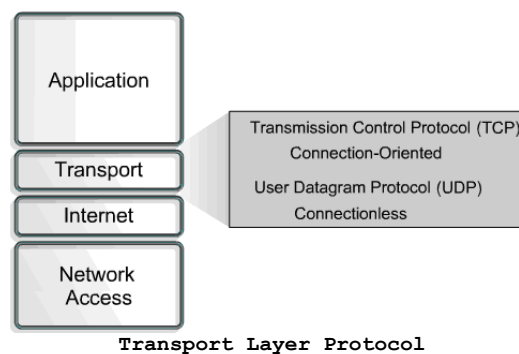 Application
Transport
Internet
Network
Access
Transmission Control Protocol (TCP)
Connection-Oriented
User Datagram Protocol (UDP)
Connectionless
Transport Layer Protocol